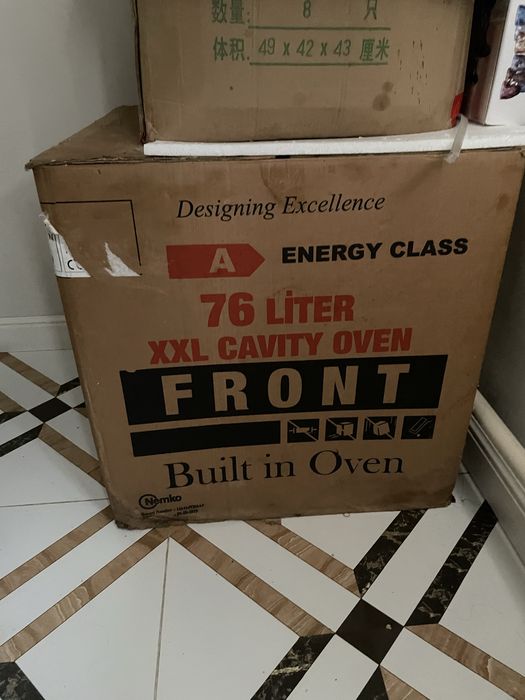 数量: 8 只
体积. 49 x 42 x 43 厘米
Designing Excellence
A ENERGY CLASS
76 LİTER
XXL CAVITY OVEN
FRONT
Built in Oven
Nemko